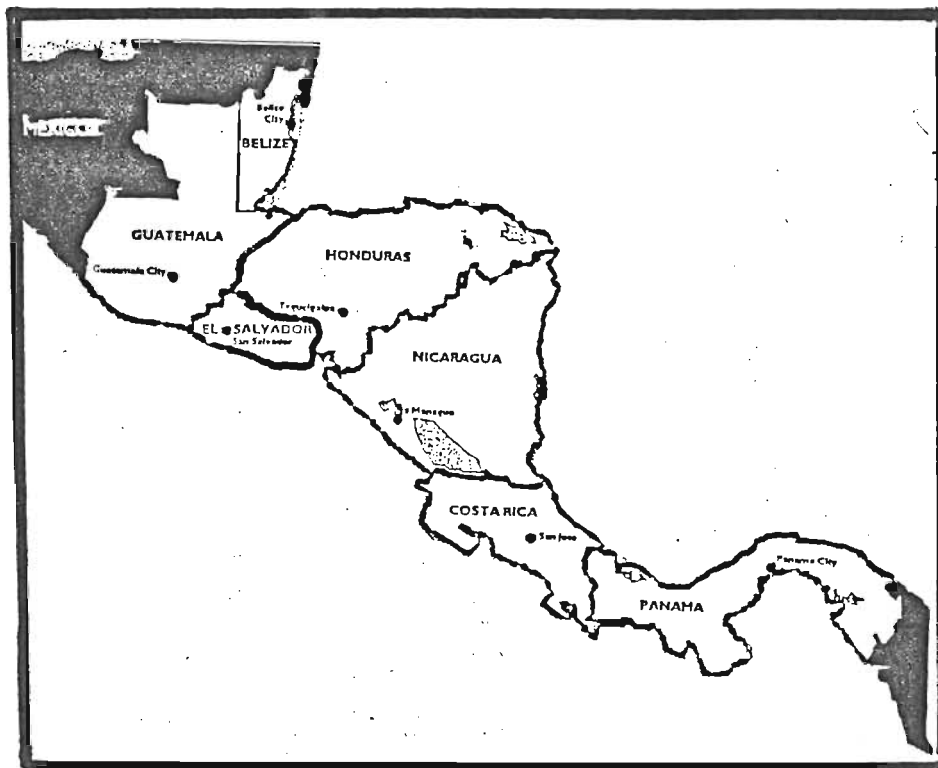 Belize
City
BELIZE
GUATEMALA
Guatemala City
HONDURAS
Tegucigalpa
EL SALVADOR
San Salvador
NICARAGUA
Managua
COSTA RICA
San Jose
Panama City
PANAMA